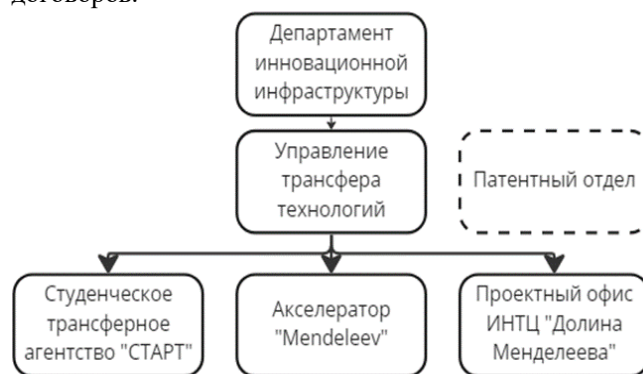 договоров.
Департамент
инновационной
инфраструктуры
Управление
трансфера
технологий
Патентный отдел
Студенческое
трансферное
агентство "СТАРТ"
Акселератор
"Mendeleev"
Проектный офис
ИНТЦ "Долина
Менделеева"